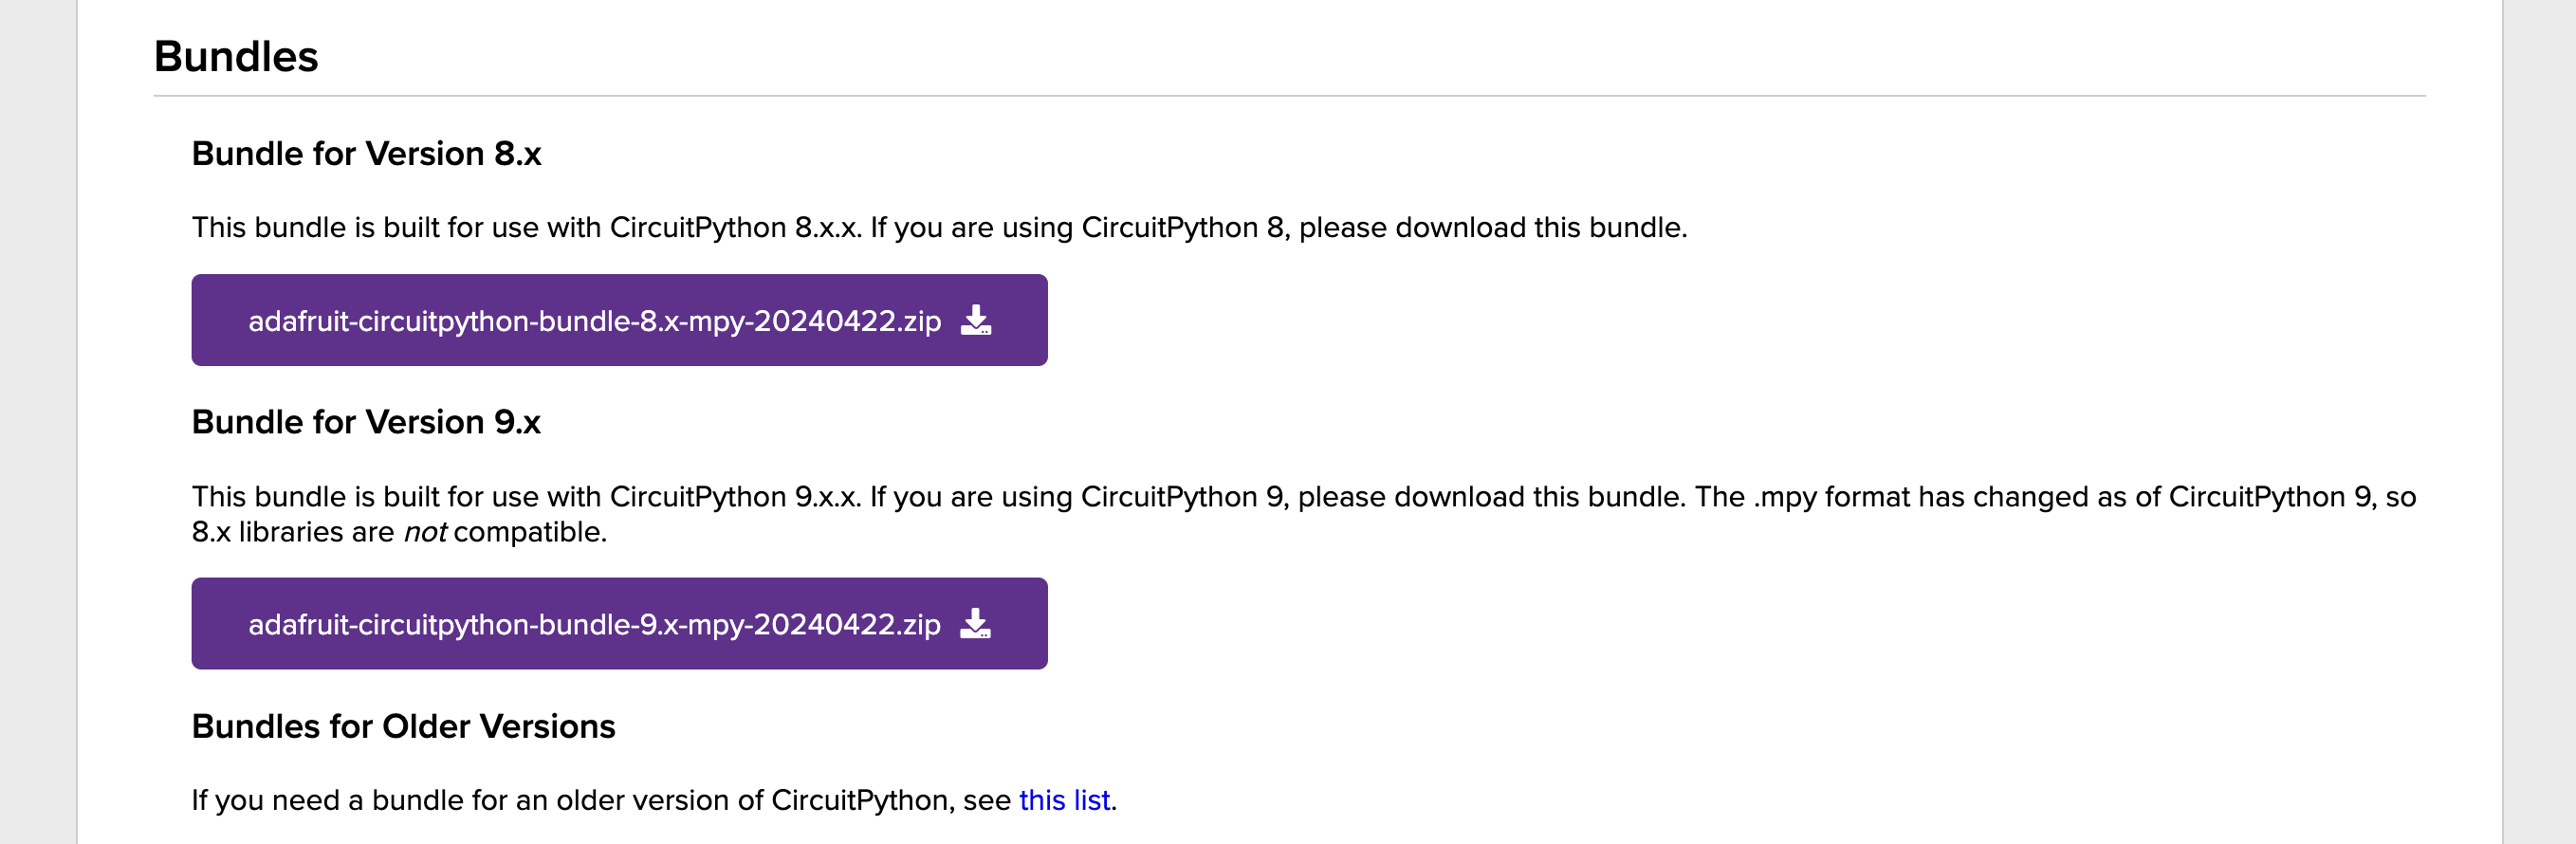 Bundles
Bundle for Version 8.x
This bundle is built for use with CircuitPython 8.x.x. If you are using CircuitPython 8, please download this bundle.
adafruit-circuitpython-bundle-8.x-mpy-20240422.zip
Bundle for Version 9.x
This bundle is built for use with CircuitPython 9.x.x. If you are using CircuitPython 9, please download this bundle. The .mpy format has changed as of CircuitPython 9, so
8.x libraries are not compatible.
adafruit-circuitpython-bundle-9.x-mpy-20240422.zip
Bundles for Older Versions
If you need a bundle for an older version of CircuitPython, see this list.